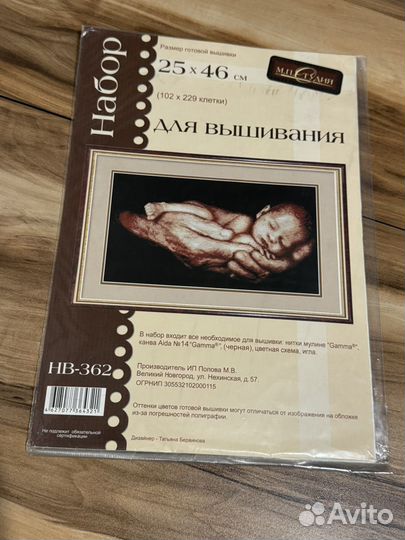 Набор
Размер готовой вышивки
25 x 46 см
(102 х 229 клетки)
М.П.СТУДИЯ
для вышивания
В набор входит все необходимое для вышивки: нитки мулине "Gamma®",
канва Aida №14 "Gamma®", (черная), цветная схема, игла.
Производитель ИП Попова М.В.
Великий Новгород, ул. Нехинская, д. 57
ОГРНИП 305532102000115
НВ-362
4627077364321
Не подлежит обязательной
сертификации
Оттенки цветов готовой вышивки могут отличаться от изображения на обложке
из-за погрешностей полиграфии.
Дизайнер - Татьяна Бервинова
Avito